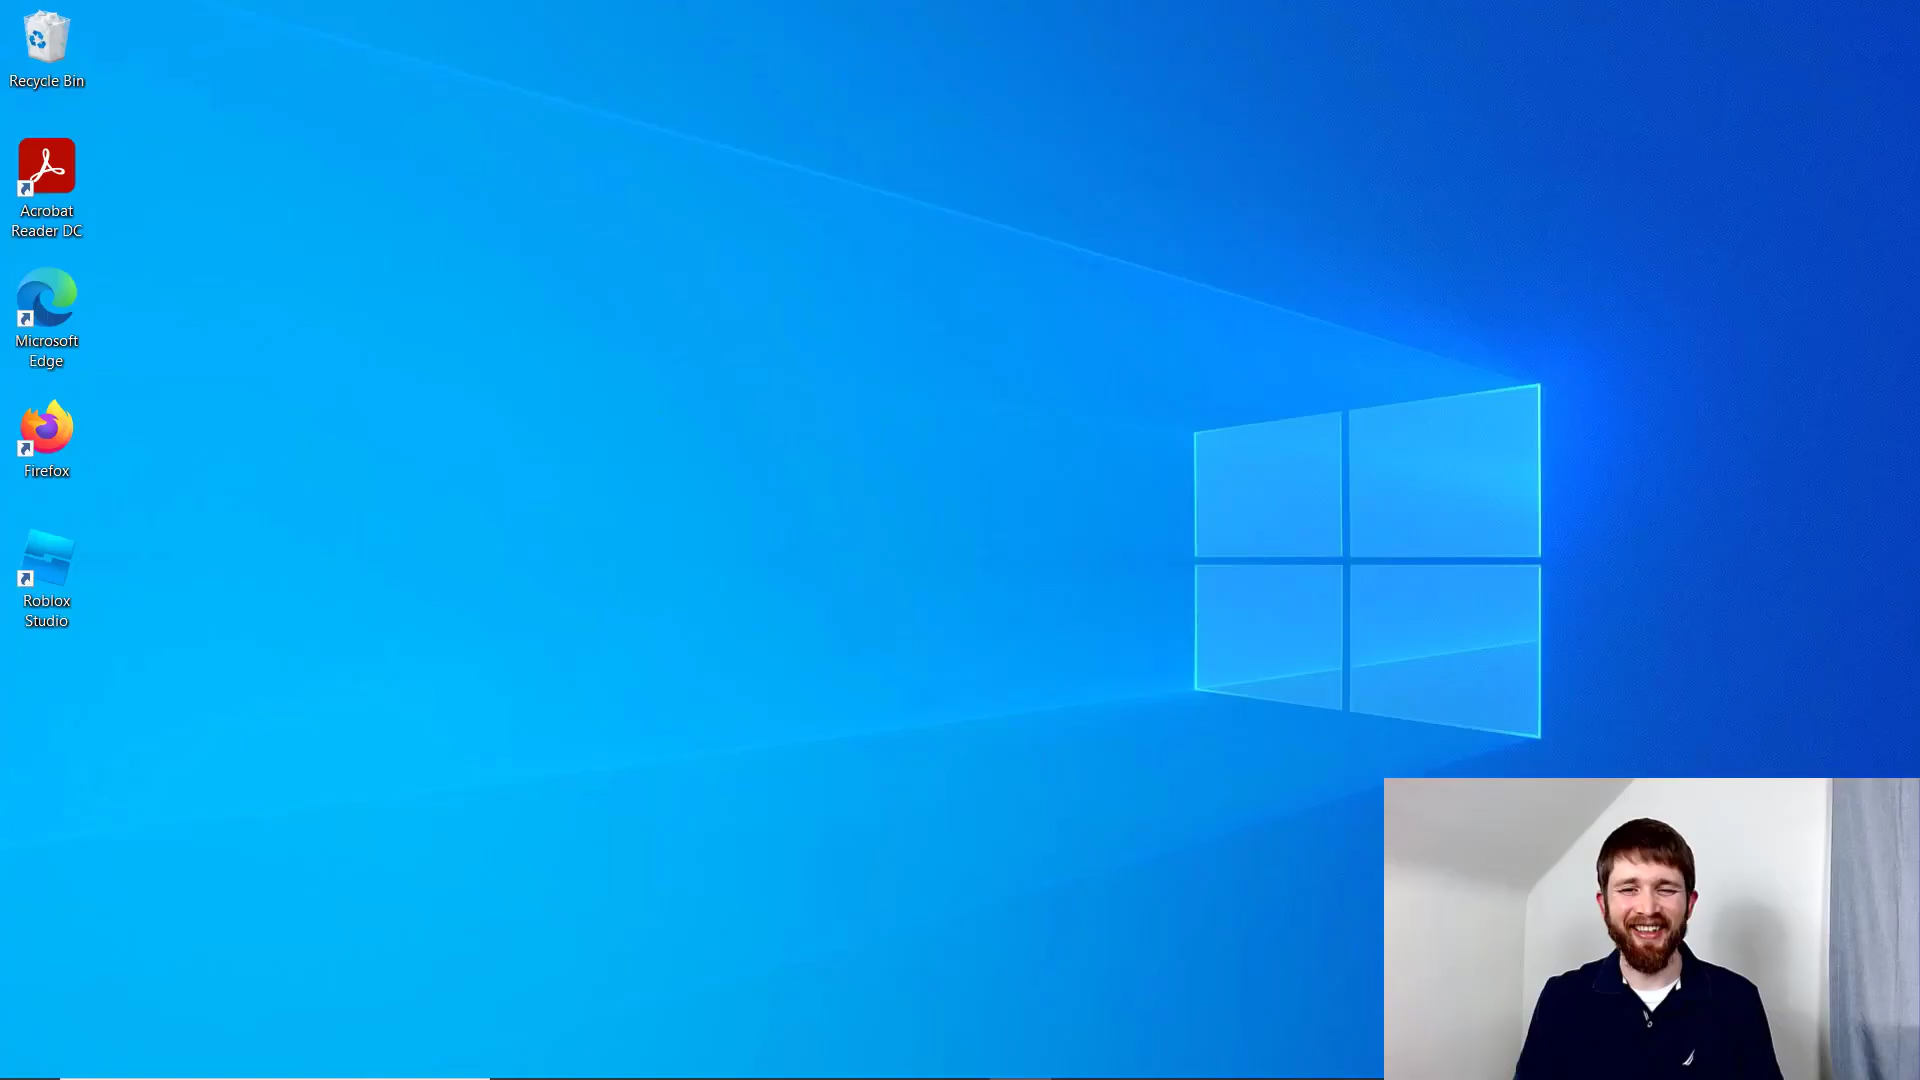 Recycle Bin
Acrobat
Reader DC
Microsoft
Edge
Firefox
Roblox
Studio